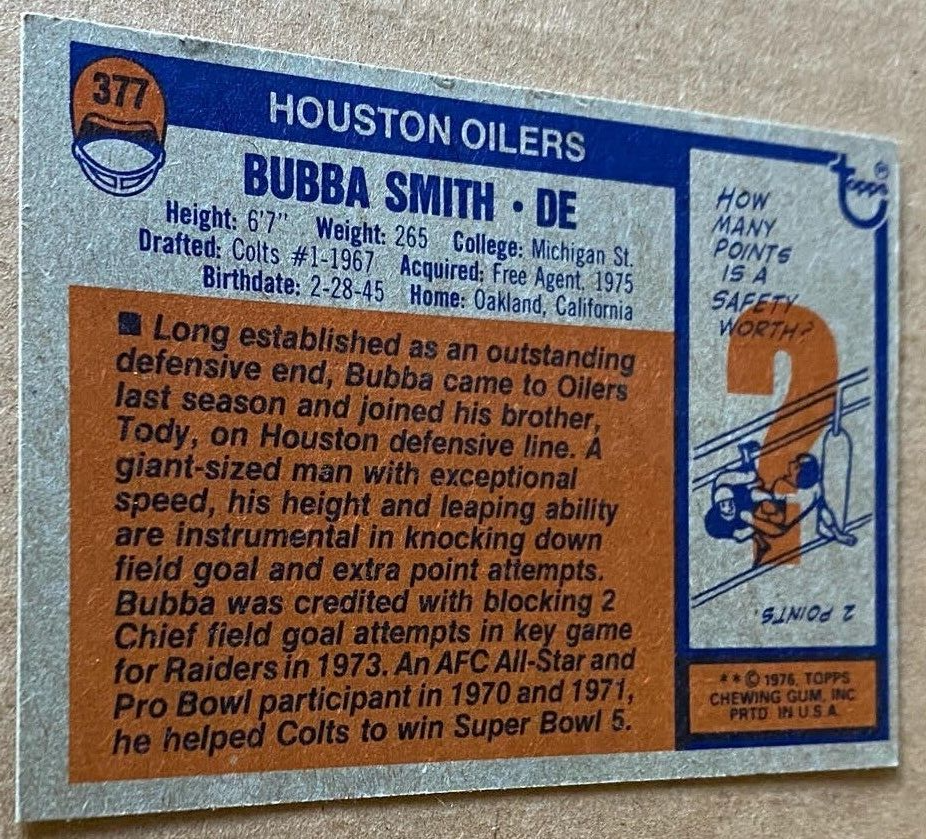 377
HOUSTON OILERS
BUBBA SMITH • DE
Height: 6'7" Weight: 265 College: Michigan St.
Drafted: Colts #1-1967 Acquired: Free Agent, 1975
Birthdate: 2-28-45 Home: Oakland, California
■ Long established as an outstanding
defensive end, Bubba came to Oilers
last season and joined his brother,
Tody, on Houston defensive line. A
giant-sized man with exceptional
speed, his height and leaping ability
are instrumental in knocking down
field goal and extra point attempts.
Bubba was credited with blocking 2
Chief field goal attempts in key game
for Raiders in 1973. An AFC All-Star and
Pro Bowl participant in 1970 and 1971,
he helped Colts to win Super Bowl 5.
topps®
HOW
MANY
POINTS
IS A
SAFETY
WORTH?
?
2 POINTS.
** © 1976, TOPPS
CHEWING GUM, INC
PRTD IN U.S.A.